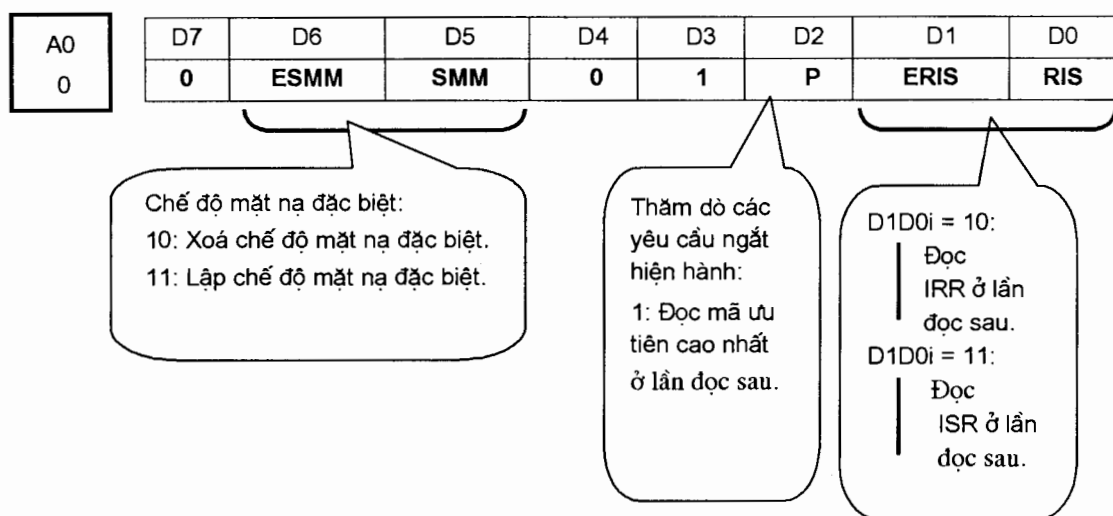 A0 D7 D6 D5 D4 D3 D2 D1 D0
0 0 ESMM SMM 0 1 P ERIS RIS
Chế độ mặt nạ đặc biệt:
10: Xoá chế độ mặt nạ đặc biệt.
11: Lập chế độ mặt nạ đặc biệt.
Thăm dò các
yêu cầu ngắt
hiện hành:
1: Đọc mã ưu
tiên cao nhất
ở lần đọc sau.
D1D0i = 10:
Đọc
IRR ở lần
đọc sau.
D1D0i = 11:
Đọc
ISR ở lần
đọc sau.